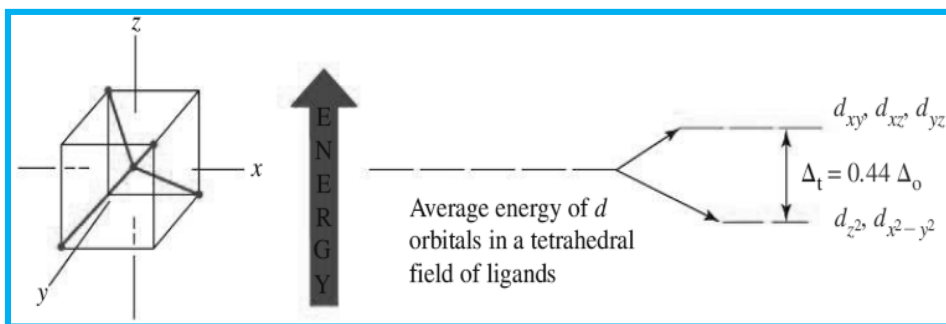 z
x
y
ENERGY
Average energy of d
orbitals in a tetrahedral
field of ligands
d_xy, d_xz, d_yz
Δ_t = 0.44 Δ_o
d_z², d_x²−y²